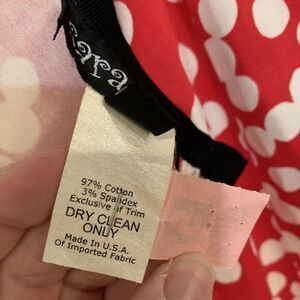 97% Cotton
3% Spandex
Exclusive of Trim
DRY CLEAN
ONLY
Made In U.S.A.
Of Imported Fabric